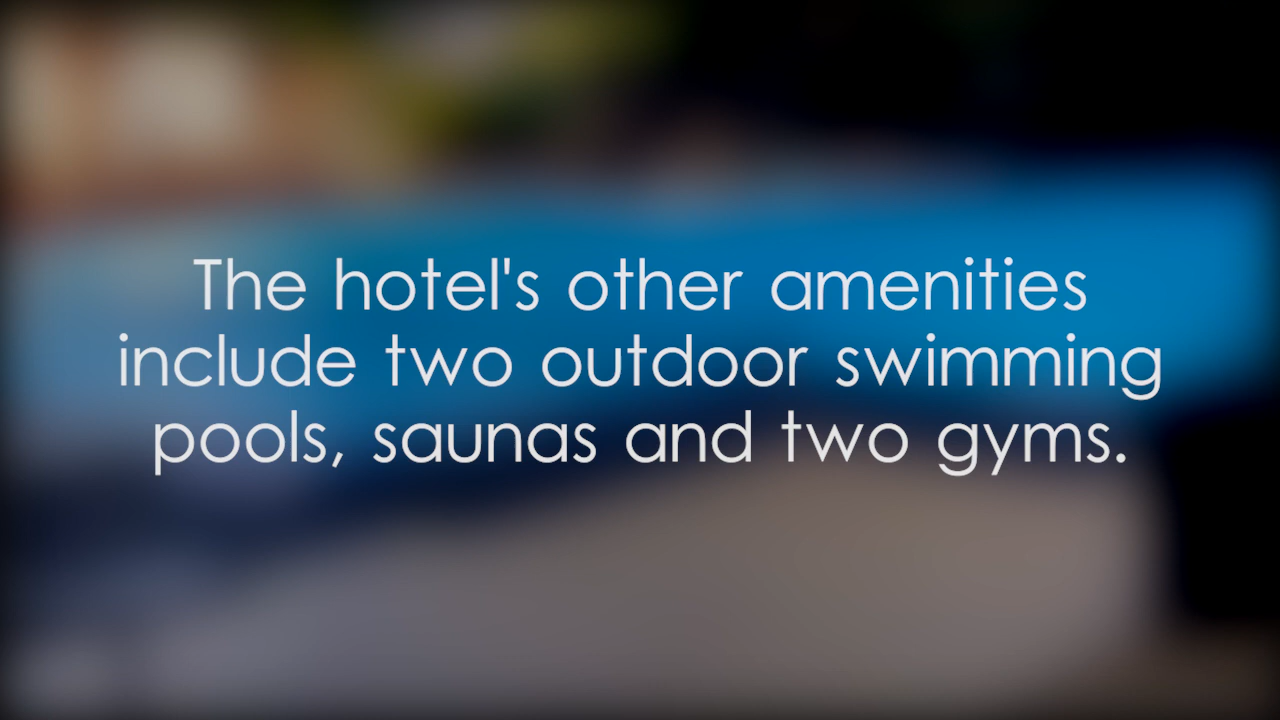 The hotel's other amenities
include two outdoor swimming
pools, saunas and two gyms.